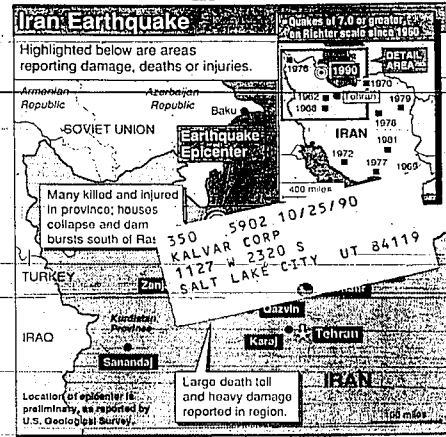 Iran Earthquake
Highlighted below are areas
reporting damage, deaths or injuries.
Quakes of 7.0 or greater
on Richter scale since 1960
DETAIL
AREA
1976
1990
1970
1962
Tehran
1979
1968
1978
IRAN
1981
1972
1977
1969
400 miles
Armenian
Republic
Azerbaijan
Republic
Baku
SOVIET UNION
Earthquake
Epicenter
Many killed and injured
in province; houses
collapse and dam
bursts south of
350 5902 10/25/90
KALVAR CORP
1127 W 2320 S
SALT LAKE CITY UT 84119
TURKEY
Qazvin
Kurdistan
Province
Karaj
Tehran
IRAQ
Sanandaj
Large death toll
and heavy damage
reported in region.
IRAN
Location of epicenter is
preliminary, as reported by
U.S. Geological Survey.
100 miles